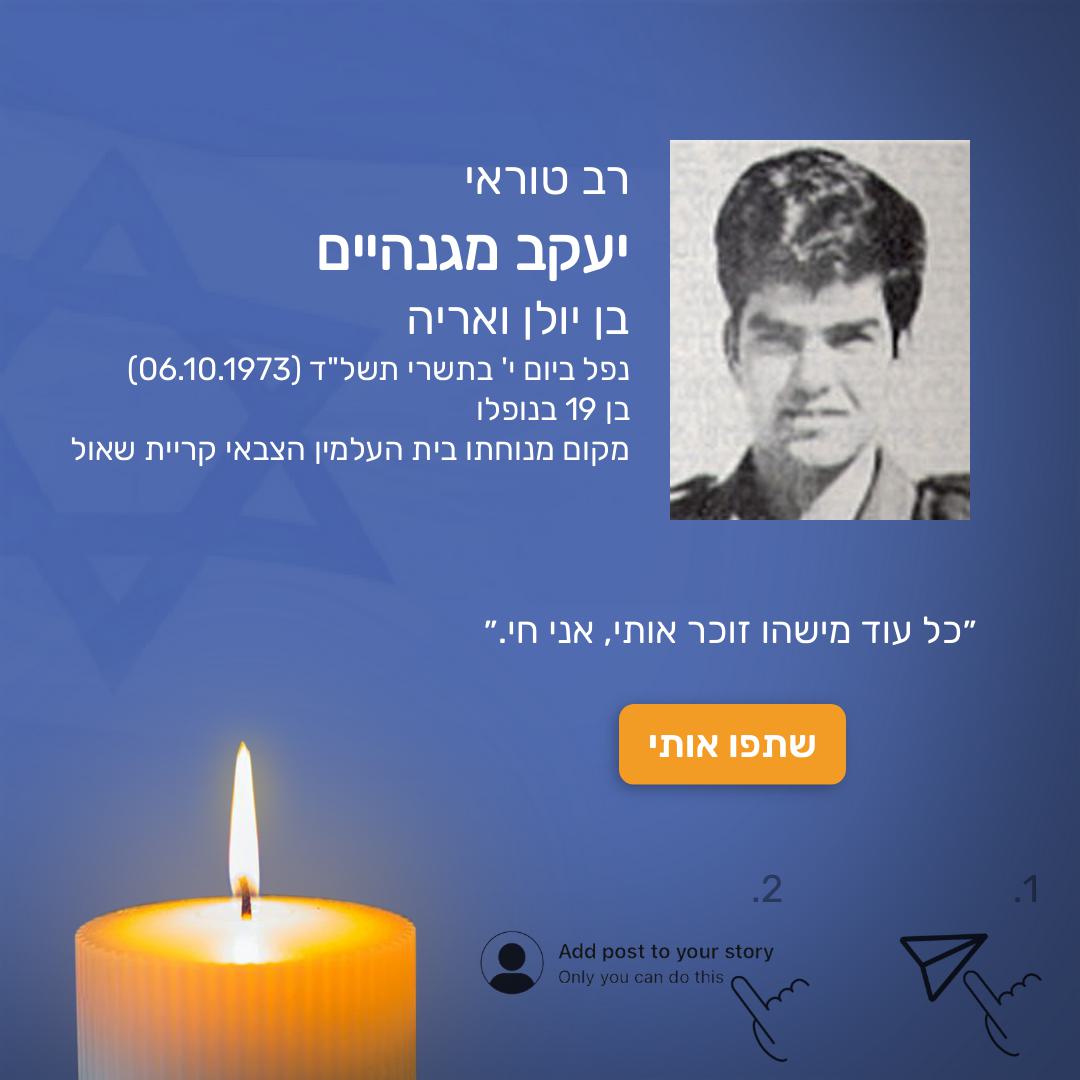 רב טוראי
יעקב מגנהיים
בן יולן ואריה
נפל ביום י' בתשרי תשל"ד (06.10.1973)
בן 19 בנופלו
מקום מנוחתו בית העלמין הצבאי קריית שאול
״כל עוד מישהו זוכר אותי, אני חי.״
שתפו אותי
1.
2.
Add post to your story
Only you can do this